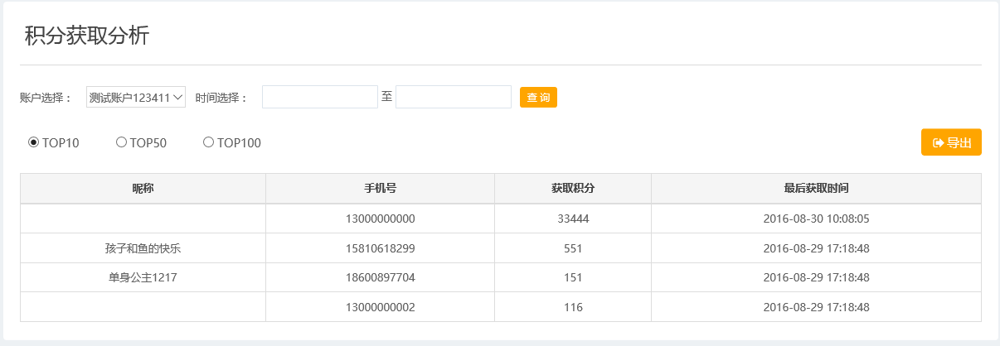 积分获取分析
账户选择： 测试账户123411 时间选择： 至 查 询
TOP10 TOP50 TOP100 导出
昵称 手机号 获取积分 最后获取时间
13000000000 33444 2016-08-30 10:08:05
孩子和鱼的快乐 15810618299 551 2016-08-29 17:18:48
单身公主1217 18600897704 151 2016-08-29 17:18:48
13000000002 116 2016-08-29 17:18:48